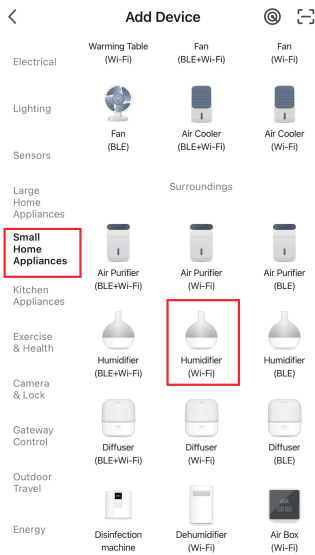 Add Device
Electrical
Lighting
Sensors
Large
Home
Appliances
Small
Home
Appliances
Kitchen
Appliances
Exercise
& Health
Camera
& Lock
Gateway
Control
Outdoor
Travel
Energy
Warming Table
(Wi-Fi)
Fan
(BLE+Wi-Fi)
Fan
(Wi-Fi)
Fan
(BLE)
Air Cooler
(BLE+Wi-Fi)
Air Cooler
(Wi-Fi)
Surroundings
Air Purifier
(BLE+Wi-Fi)
Air Purifier
(Wi-Fi)
Air Purifier
(BLE)
Humidifier
(BLE+Wi-Fi)
Humidifier
(Wi-Fi)
Humidifier
(BLE)
Diffuser
(BLE+Wi-Fi)
Diffuser
(Wi-Fi)
Diffuser
(BLE)
Disinfection
machine
Dehumidifier
(Wi-Fi)
AIR
Air Box
(Wi-Fi)